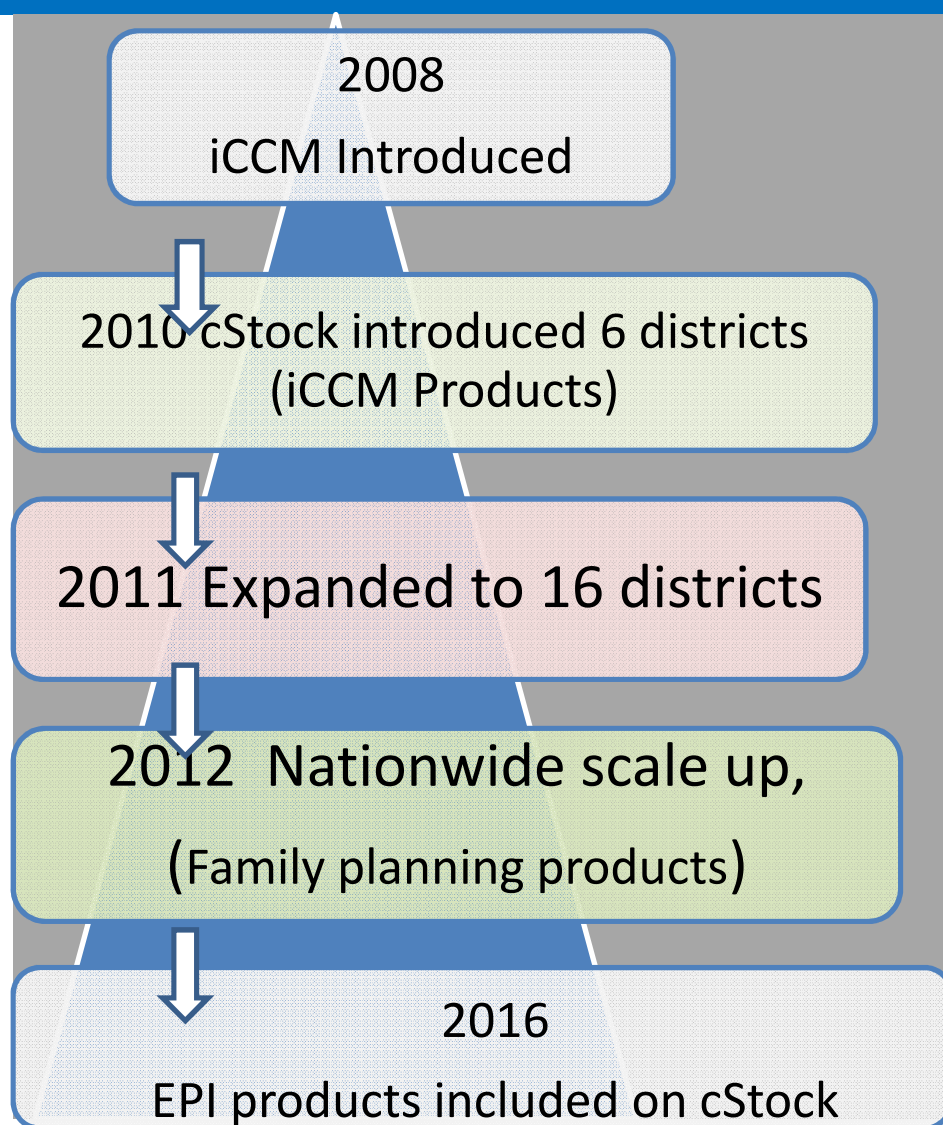 2008
iCCM Introduced
2010 cStock introduced 6 districts
(iCCM Products)
2011 Expanded to 16 districts
2012  Nationwide scale up,
(Family planning products)
2016
EPI products included on cStock